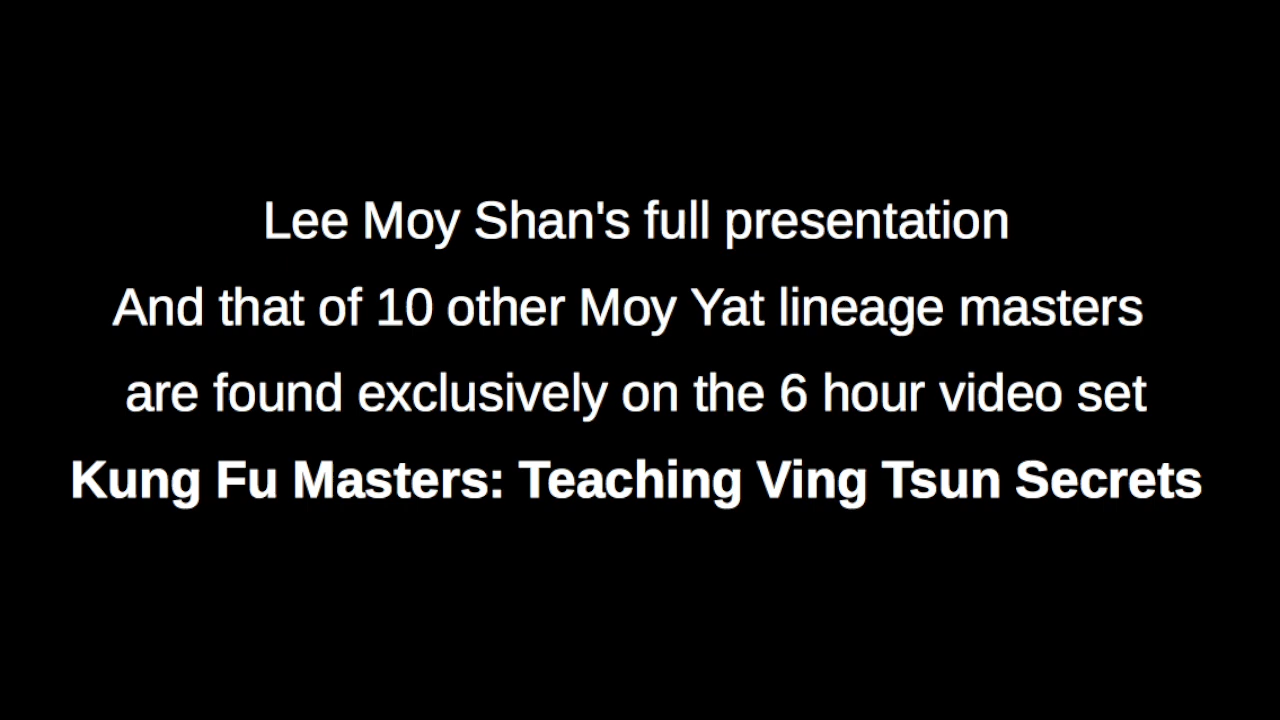 Lee Moy Shan's full presentation
And that of 10 other Moy Yat lineage masters
are found exclusively on the 6 hour video set
Kung Fu Masters: Teaching Ving Tsun Secrets